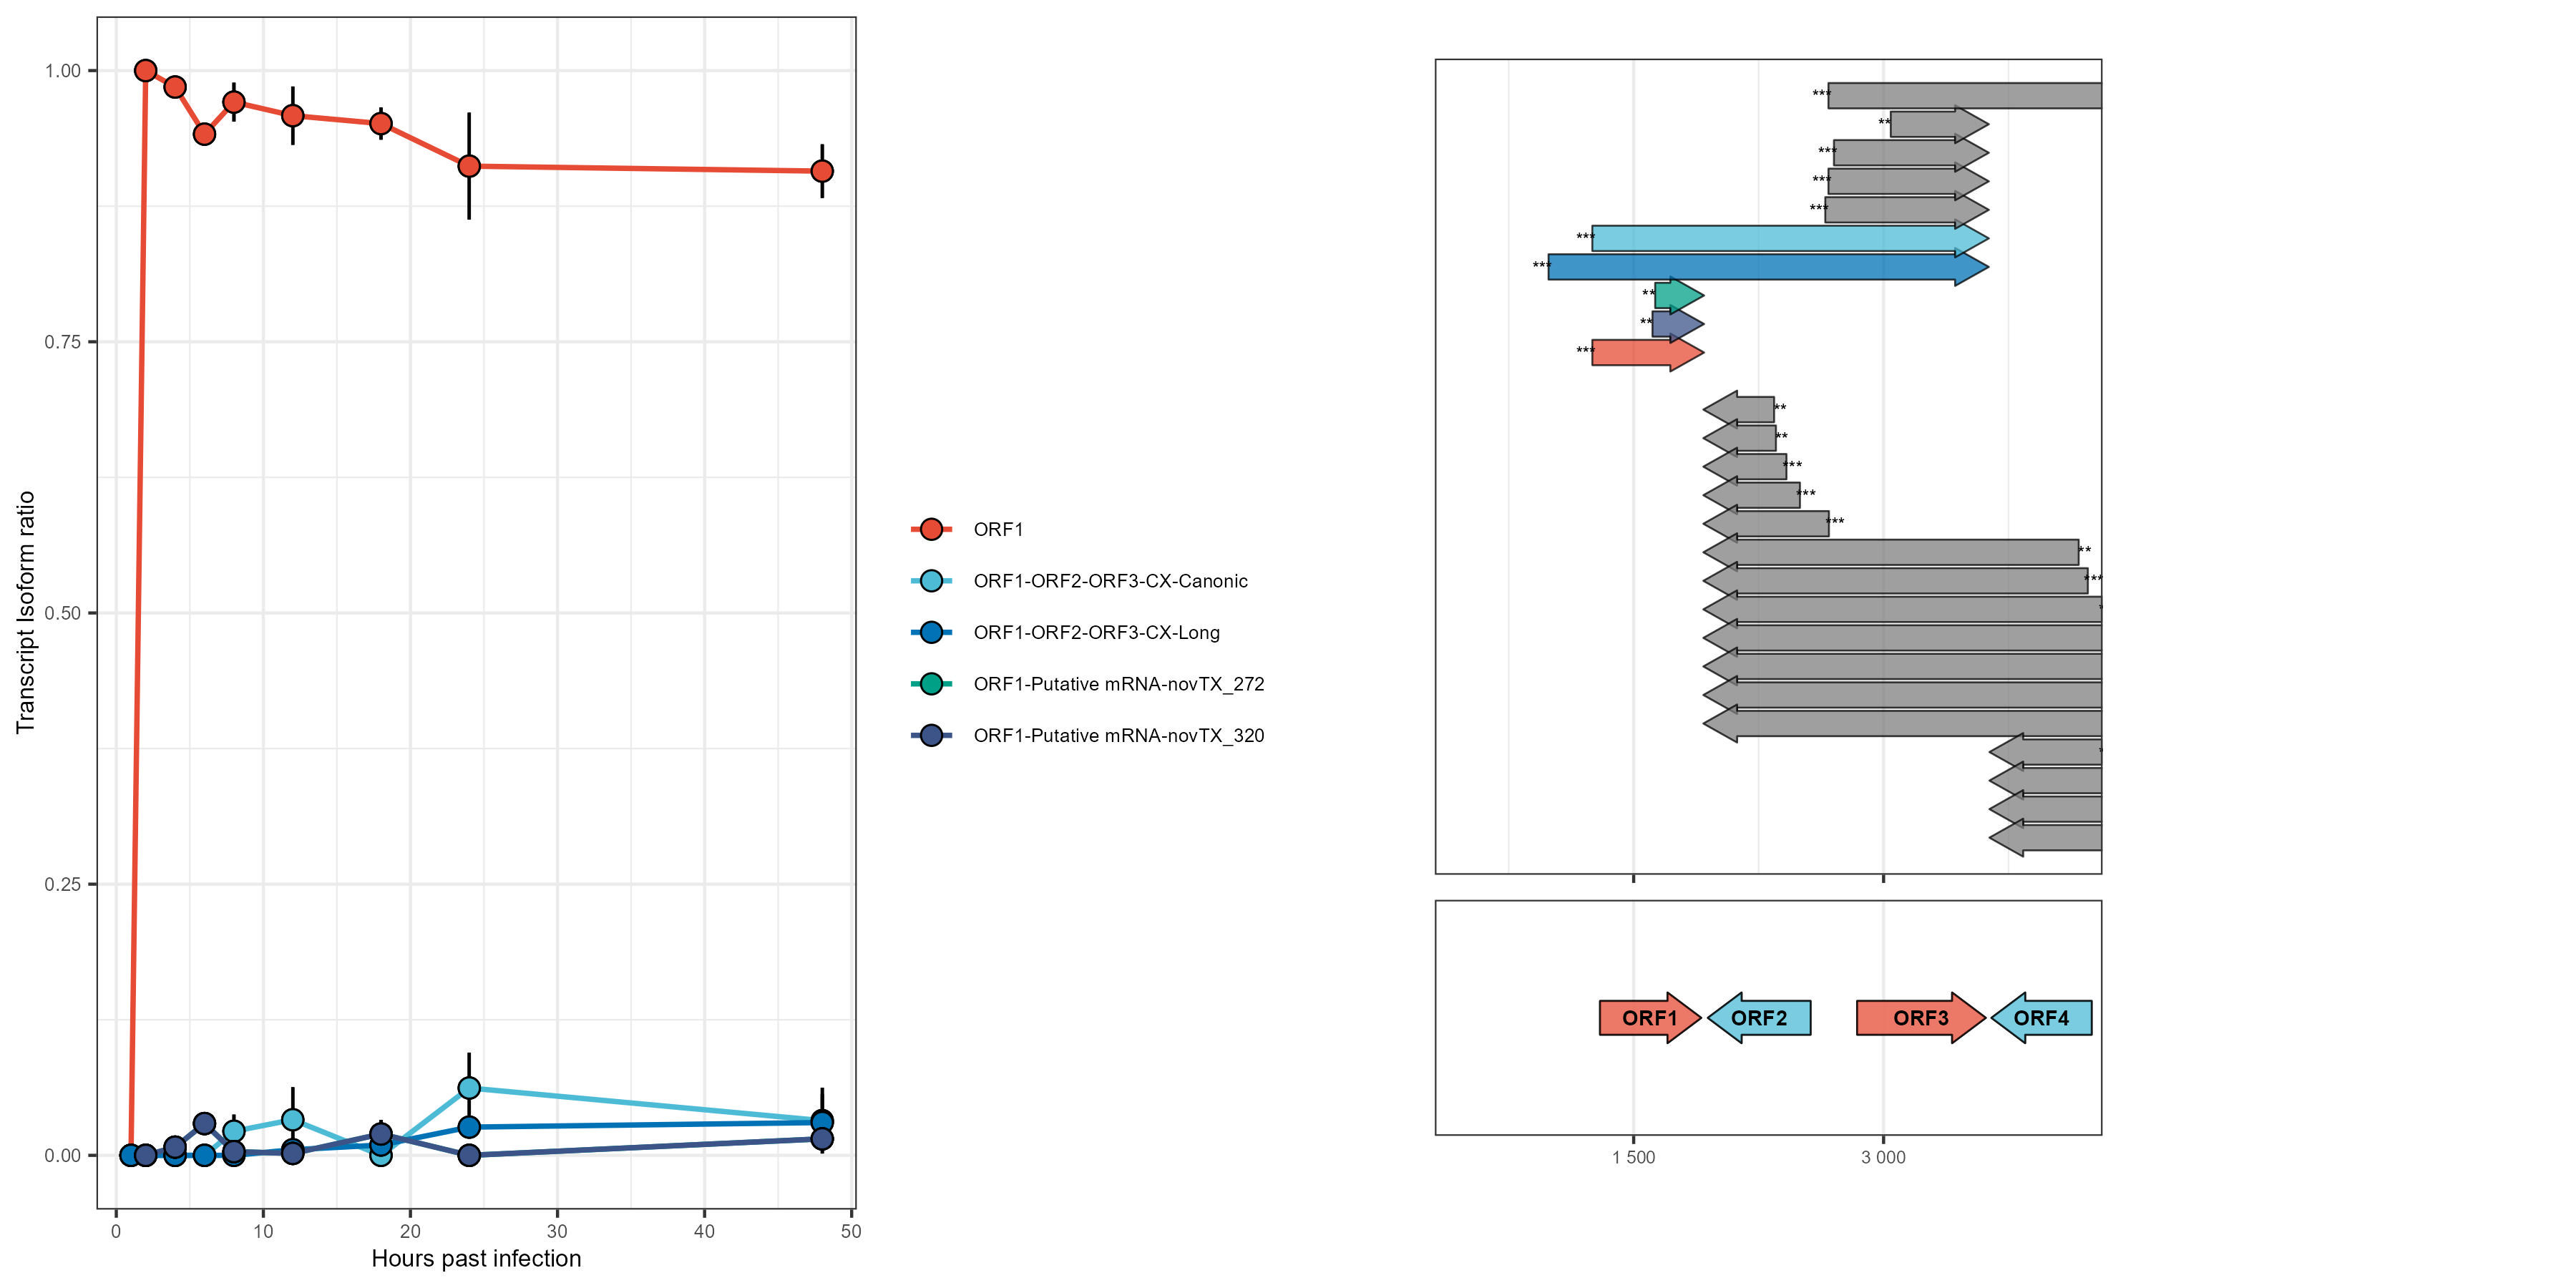 1.00
0.75
0.50
0.25
0.00
Transcript Isoform ratio
0 10 20 30 40 50
Hours past infection
ORF1
ORF1-ORF2-ORF3-CX-Canonic
ORF1-ORF2-ORF3-CX-Long
ORF1-Putative mRNA-novTX_272
ORF1-Putative mRNA-novTX_320
***
**
***
***
***
***
***
**
**
***
**
**
***
***
***
**
***
*
*
ORF1 ORF2 ORF3 ORF4
1 500 3 000